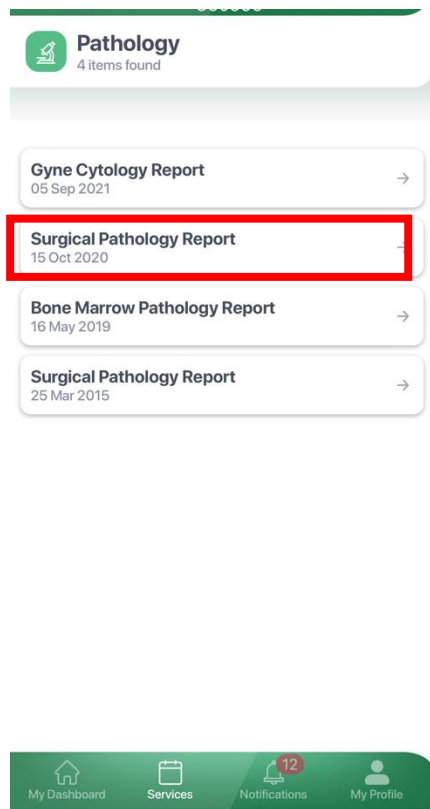 Pathology
4 items found
Gyne Cytology Report
05 Sep 2021
Surgical Pathology Report
15 Oct 2020
Bone Marrow Pathology Report
16 May 2019
Surgical Pathology Report
25 Mar 2015
12
My Dashboard Services Notifications My Profile